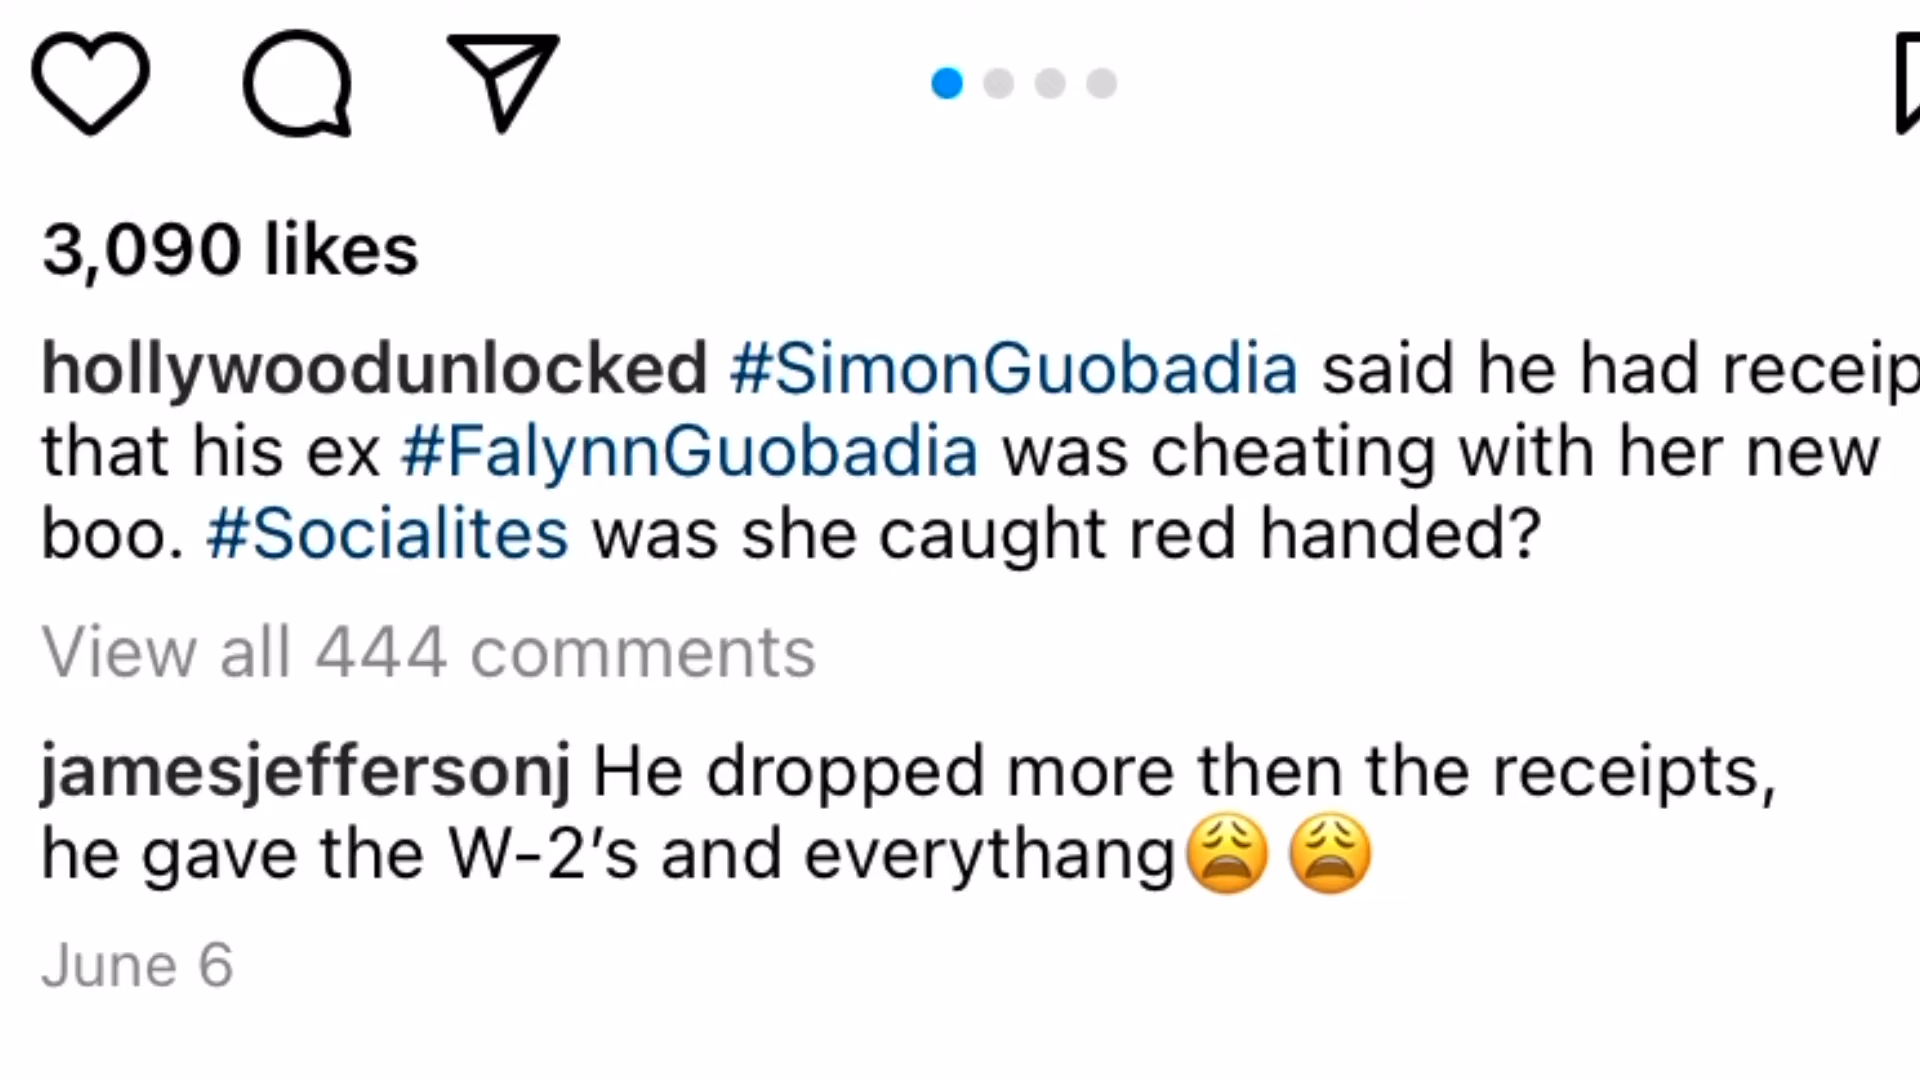 3,090 likes
hollywoodunlocked #SimonGuobadia said he had receip
that his ex #FalynnGuobadia was cheating with her new
boo. #Socialites was she caught red handed?
View all 444 comments
jamesjeffersonj He dropped more then the receipts,
he gave the W-2's and everythang😩 😩
June 6